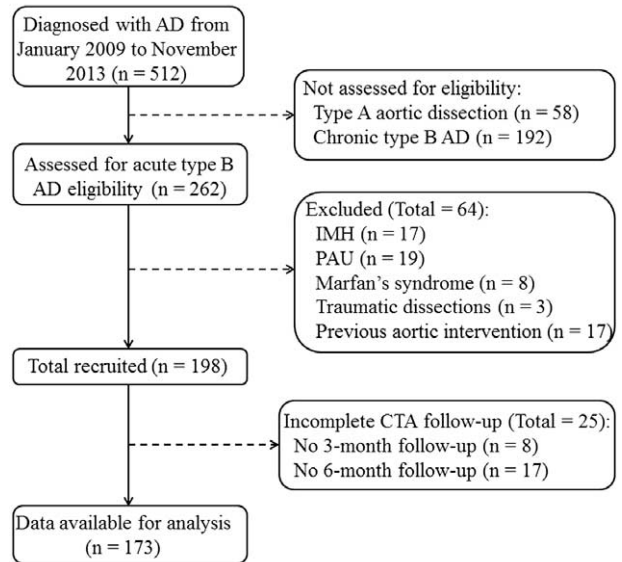 Diagnosed with AD from
January 2009 to November
2013 (n = 512)
Not assessed for eligibility:
Type A aortic dissection (n = 58)
Chronic type B AD (n = 192)
Assessed for acute type B
AD eligibility (n = 262)
Excluded (Total = 64):
IMH (n = 17)
PAU (n = 19)
Marfan's syndrome (n = 8)
Traumatic dissections (n = 3)
Previous aortic intervention (n = 17)
Total recruited (n = 198)
Incomplete CTA follow-up (Total = 25):
No 3-month follow-up (n = 8)
No 6-month follow-up (n = 17)
Data available for analysis
(n = 173)